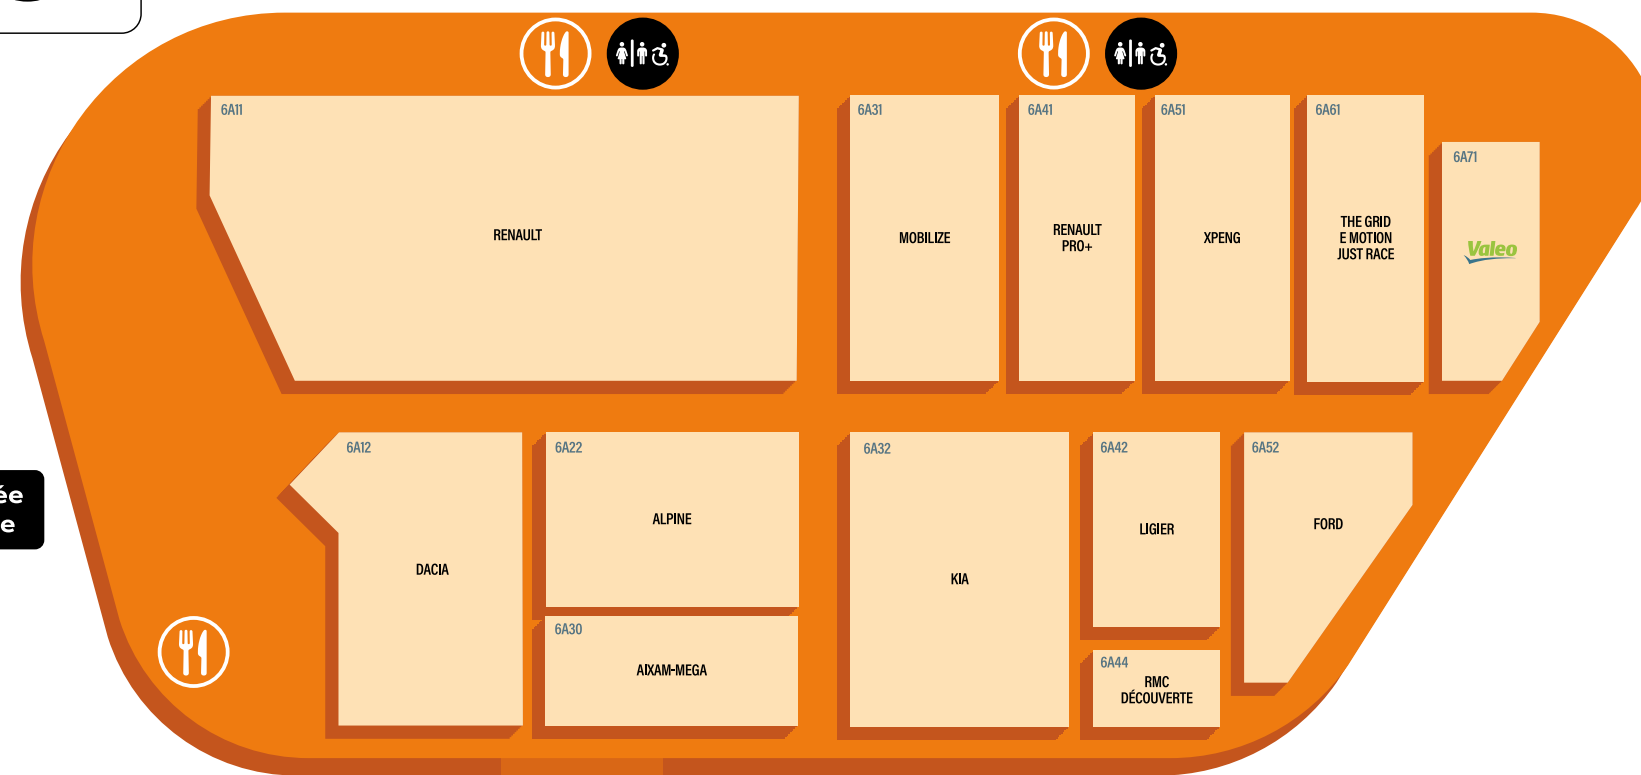 6A11
RENAULT
6A31
MOBILIZE
6A41
RENAULT
PRO+
6A51
XPENG
6A61
THE GRID
E MOTION
JUST RACE
6A71
Valeo
6A12
DACIA
6A22
ALPINE
6A30
AIXAM-MEGA
6A32
KIA
6A42
LIGIER
6A44
RMC
DÉCOUVERTE
6A52
FORD
ée
e